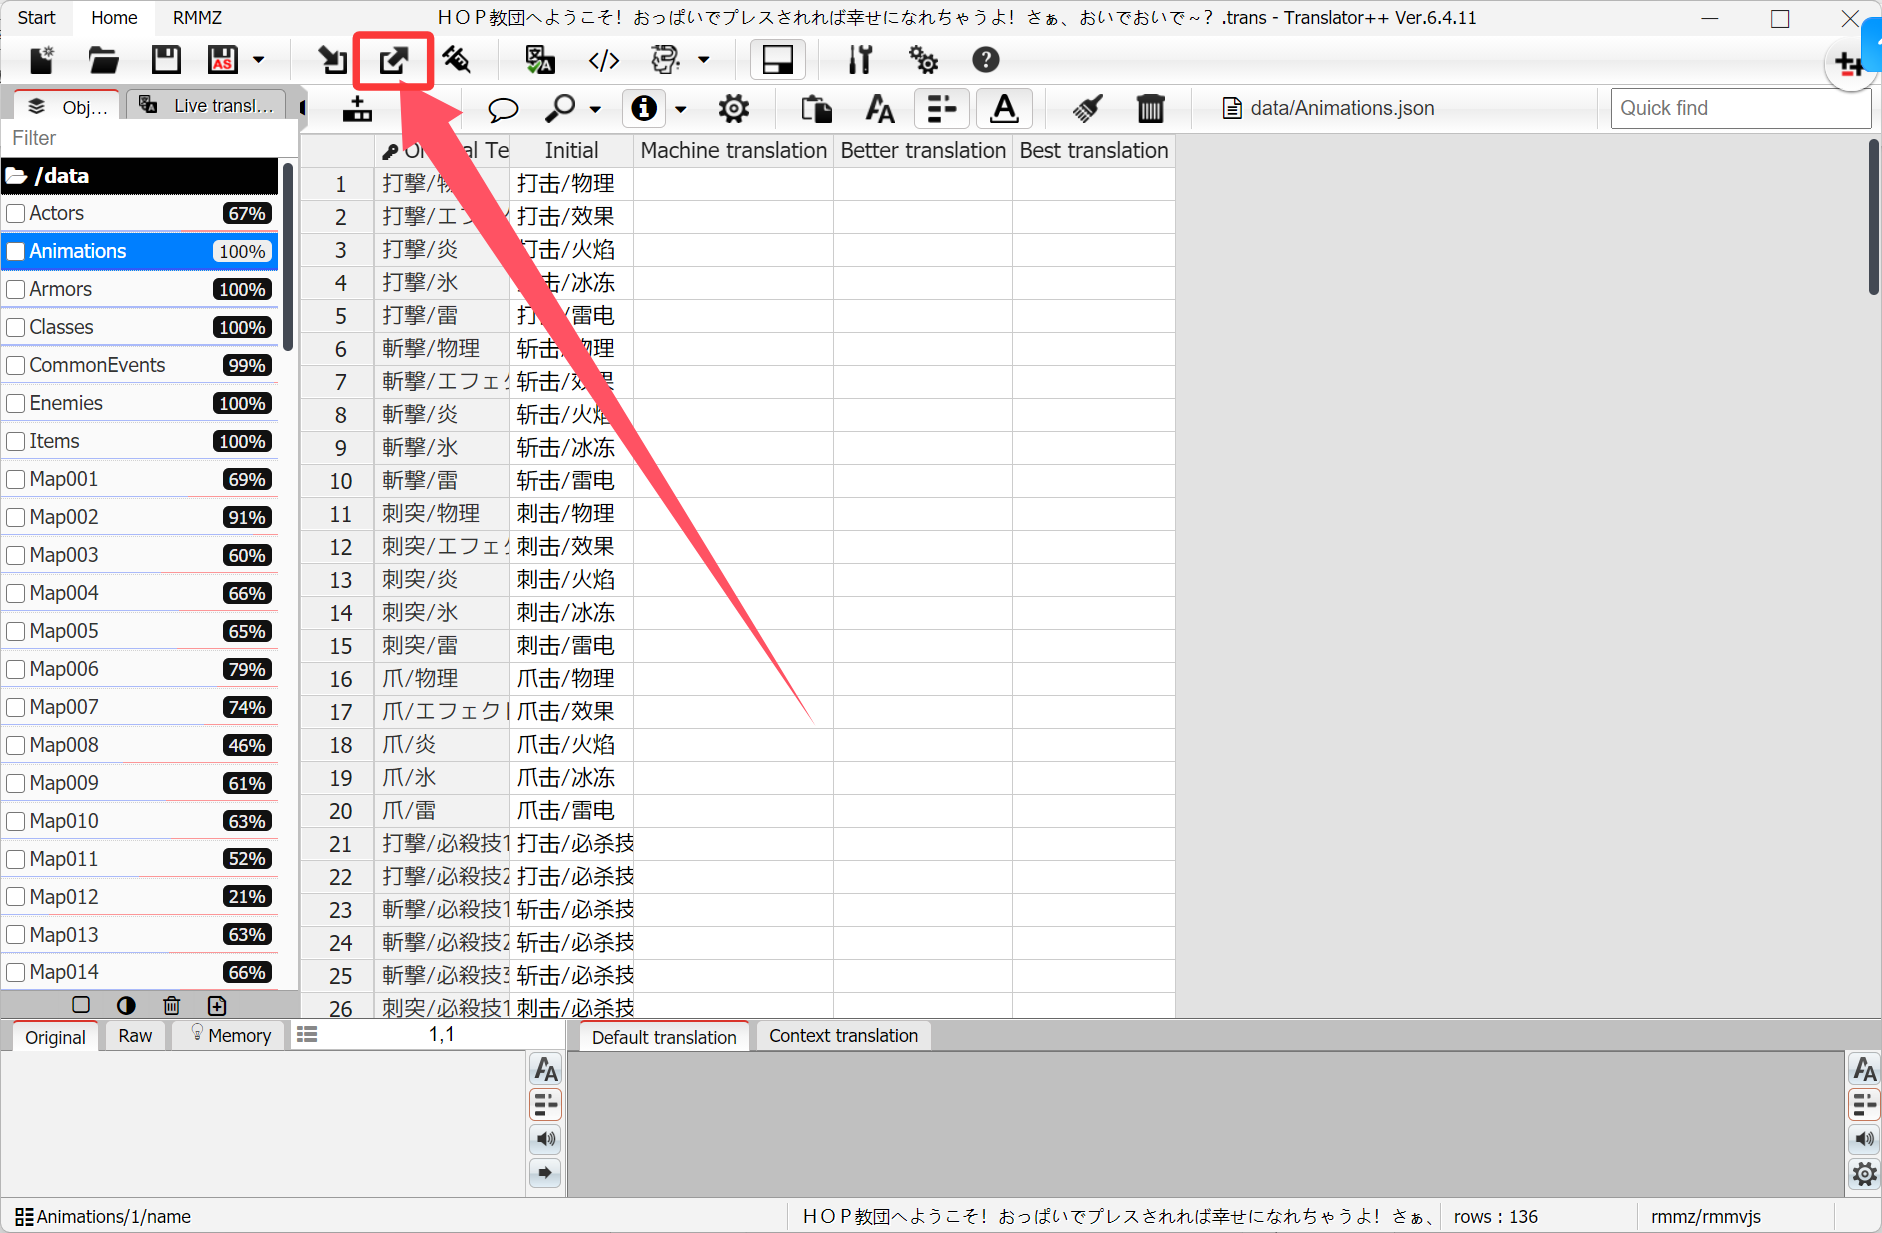 Start Home RMMZ ＨＯＰ教団へようこそ！おっぱいでプレスされれば幸せになれちゃうよ！さぁ、おいでおいで～？.trans - Translator++ Ver.6.4.11
AS
Obj... Live transl... data/Animations.json Quick find
Filter
/data
Actors 67%
Animations 100%
Armors 100%
Classes 100%
CommonEvents 99%
Enemies 100%
Items 100%
Map001 69%
Map002 91%
Map003 60%
Map004 66%
Map005 65%
Map006 79%
Map007 74%
Map008 46%
Map009 61%
Map010 63%
Map011 52%
Map012 21%
Map013 63%
Map014 66%
Te Initial Machine translation Better translation Best translation
1 打撃/ 打击/物理
2 打撃/エフ 打击/效果
3 打撃/炎 打击/火焰
4 打撃/氷 击/冰冻
5 打撃/雷 打击/雷电
6 斬撃/物理 斩击/物理
7 斬撃/エフェク 斩击/效果
8 斬撃/炎 斩击/火焰
9 斬撃/氷 斩击/冰冻
10 斬撃/雷 斩击/雷电
11 刺突/物理 刺击/物理
12 刺突/エフェク 刺击/效果
13 刺突/炎 刺击/火焰
14 刺突/氷 刺击/冰冻
15 刺突/雷 刺击/雷电
16 爪/物理 爪击/物理
17 爪/エフェクト 爪击/效果
18 爪/炎 爪击/火焰
19 爪/氷 爪击/冰冻
20 爪/雷 爪击/雷电
21 打撃/必殺技1 打击/必杀技
22 打撃/必殺技2 打击/必杀技
23 斬撃/必殺技1 斩击/必杀技
24 斬撃/必殺技2 斩击/必杀技
25 斬撃/必殺技3 斩击/必杀技
26 刺突/必殺技1 刺击/必杀技
Original Raw Memory 1,1 Default translation Context translation
Animations/1/name ＨＯＰ教団へようこそ！おっぱいでプレスされれば幸せになれちゃうよ！さぁ、 rows : 136 rmmz/rmmvjs